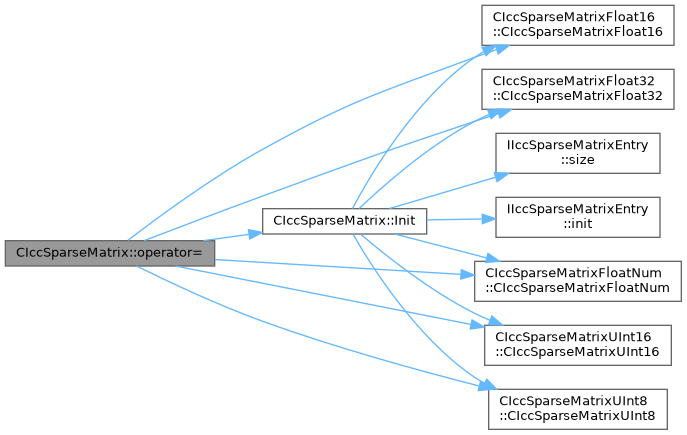 CIccSparseMatrix::operator=
CIccSparseMatrix::Init
CIccSparseMatrixFloat16
::CIccSparseMatrixFloat16
CIccSparseMatrixFloat32
::CIccSparseMatrixFloat32
IIccSparseMatrixEntry
::size
IIccSparseMatrixEntry
::init
CIccSparseMatrixFloatNum
::CIccSparseMatrixFloatNum
CIccSparseMatrixUInt16
::CIccSparseMatrixUInt16
CIccSparseMatrixUInt8
::CIccSparseMatrixUInt8